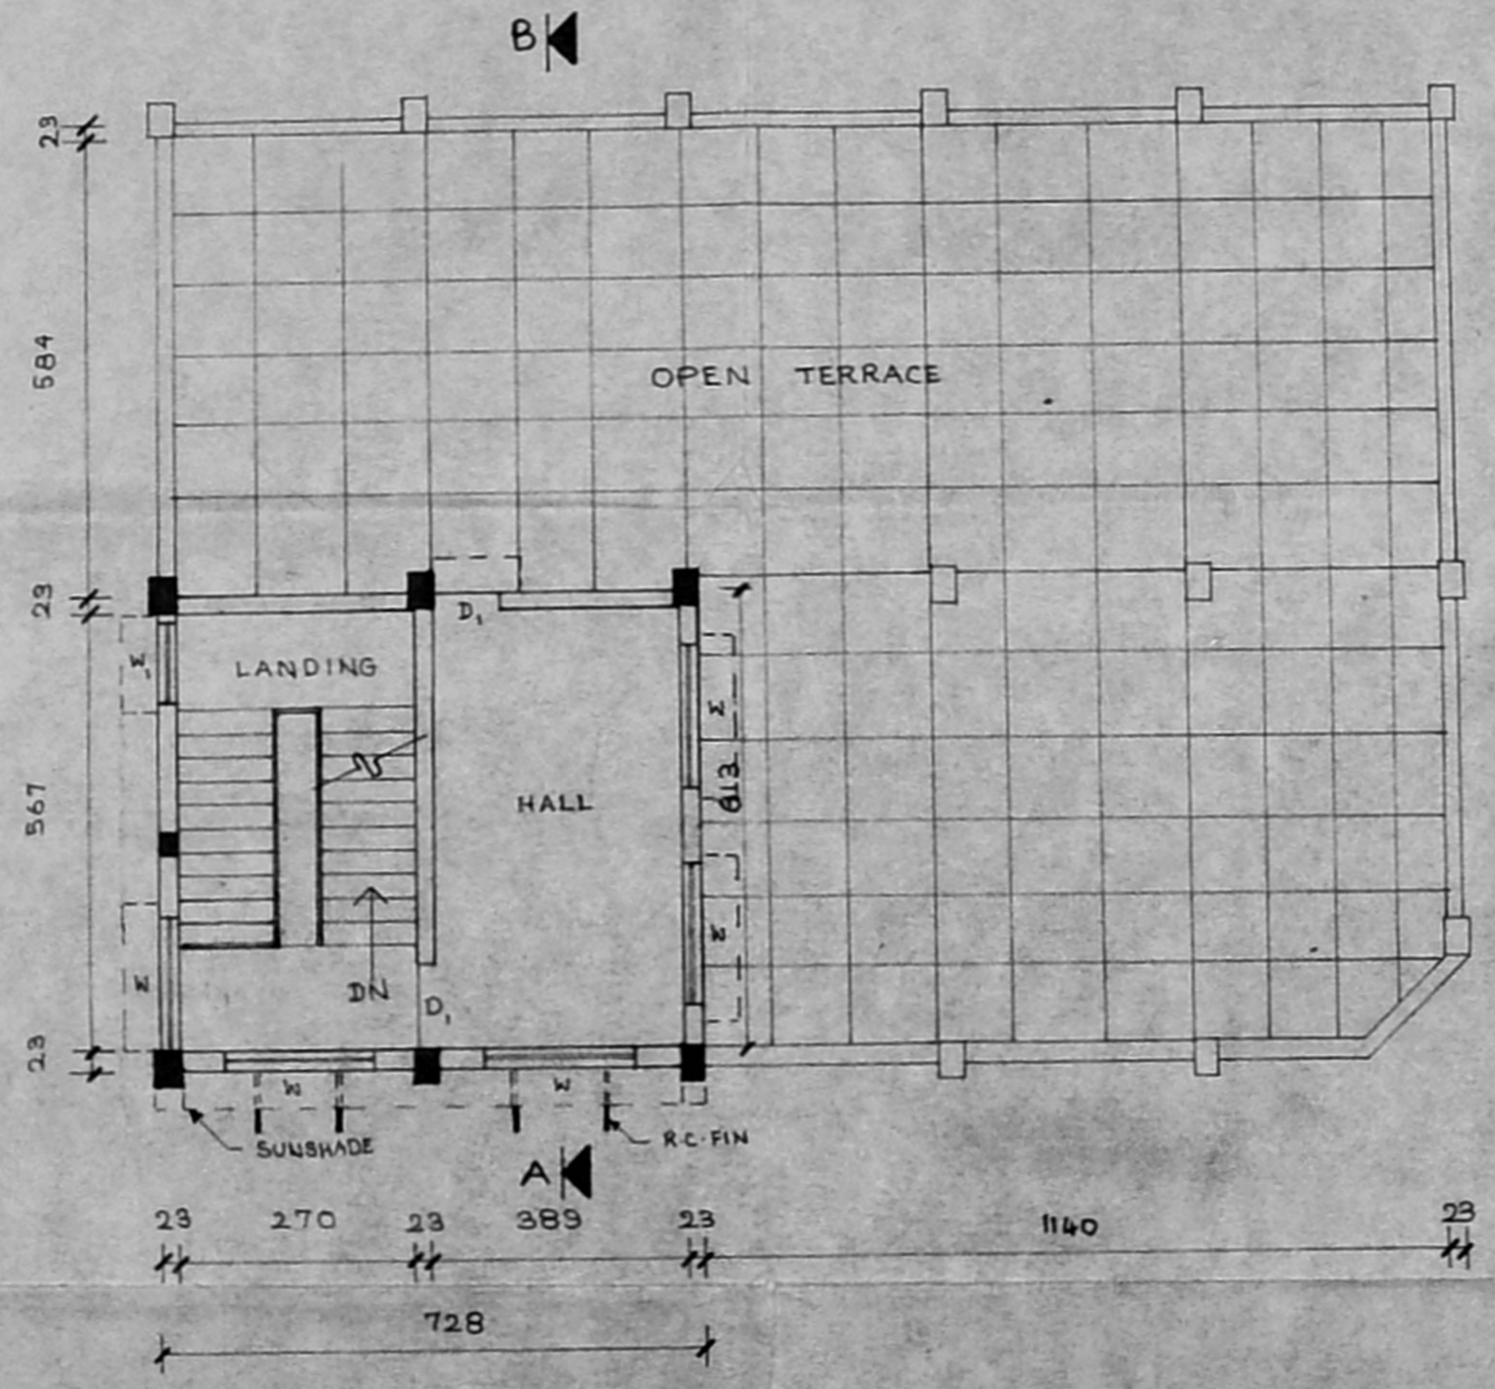 B
23
584
OPEN TERRACE
23
D₁
W₁
LANDING
W
613
HALL
567
W
W
DN
D₁
23
W
W
SUNSHADE
R.C.FIN
A
23 270 23 389 23 1140 23
728